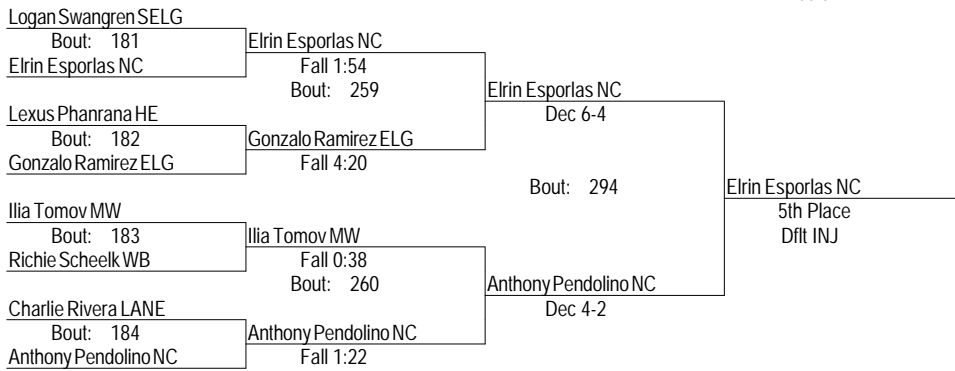 Logan Swangren SELG
Bout: 181
Elrin Esporlas NC
Elrin Esporlas NC
Fall 1:54
Bout: 259
Elrin Esporlas NC
Dec 6-4
Lexus Phanrana HE
Bout: 182
Gonzalo Ramirez ELG
Gonzalo Ramirez ELG
Fall 4:20
Bout: 294
Elrin Esporlas NC
5th Place
Dflt INJ
Ilia Tomov MW
Bout: 183
Richie Scheelk WB
Ilia Tomov MW
Fall 0:38
Bout: 260
Anthony Pendolino NC
Dec 4-2
Charlie Rivera LANE
Bout: 184
Anthony Pendolino NC
Anthony Pendolino NC
Fall 1:22